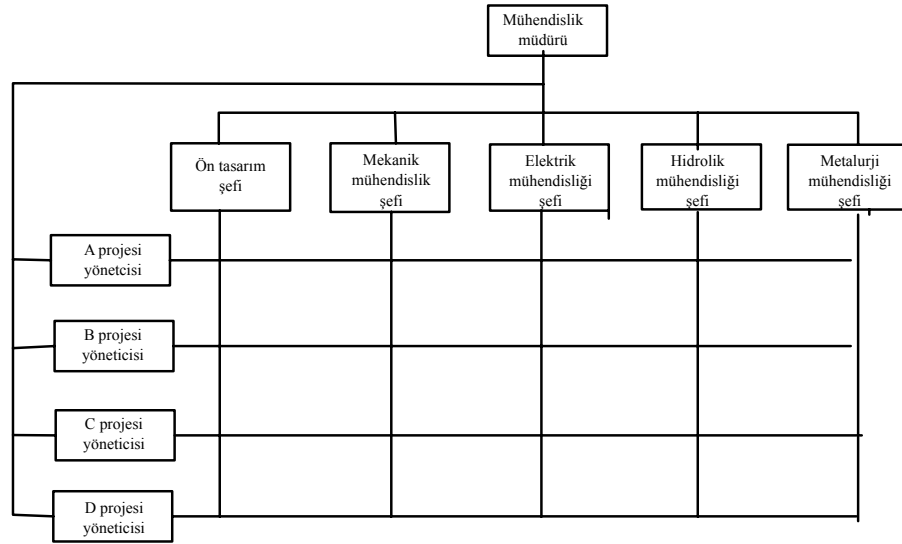 Mühendislik
müdürü
Ön tasarım
şefi
Mekanik
mühendislik
şefi
Elektrik
mühendisliği
şefi
Hidrolik
mühendisliği
şefi
Metalurji
mühendisliği
şefi
A projesi
yönetcisi
B projesi
yöneticisi
C projesi
yöneticisi
D projesi
yöneticisi